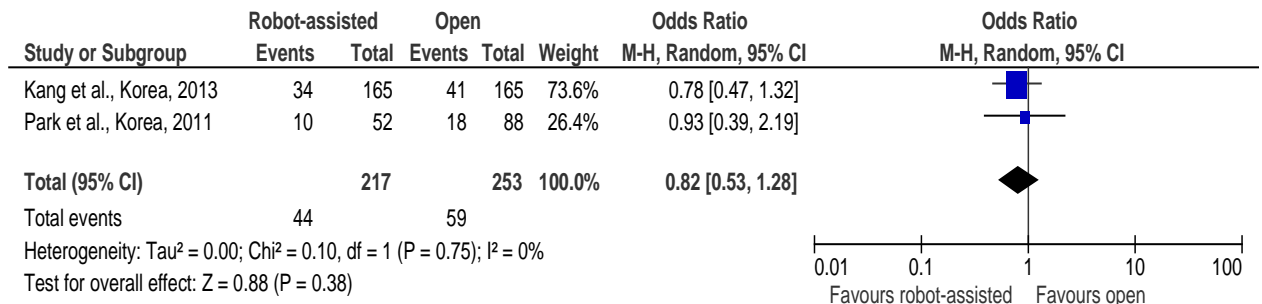 Robot-assisted Open Odds Ratio Odds Ratio
Study or Subgroup Events Total Events Total Weight M-H, Random, 95% CI M-H, Random, 95% CI
Kang et al., Korea, 2013 34 165 41 165 73.6% 0.78 [0.47, 1.32]
Park et al., Korea, 2011 10 52 18 88 26.4% 0.93 [0.39, 2.19]
Total (95% CI) 217 253 100.0% 0.82 [0.53, 1.28]
Total events 44 59
Heterogeneity: Tau² = 0.00; Chi² = 0.10, df = 1 (P = 0.75); I² = 0%
Test for overall effect: Z = 0.88 (P = 0.38)
0.01 0.1 1 10 100
Favours robot-assisted Favours open